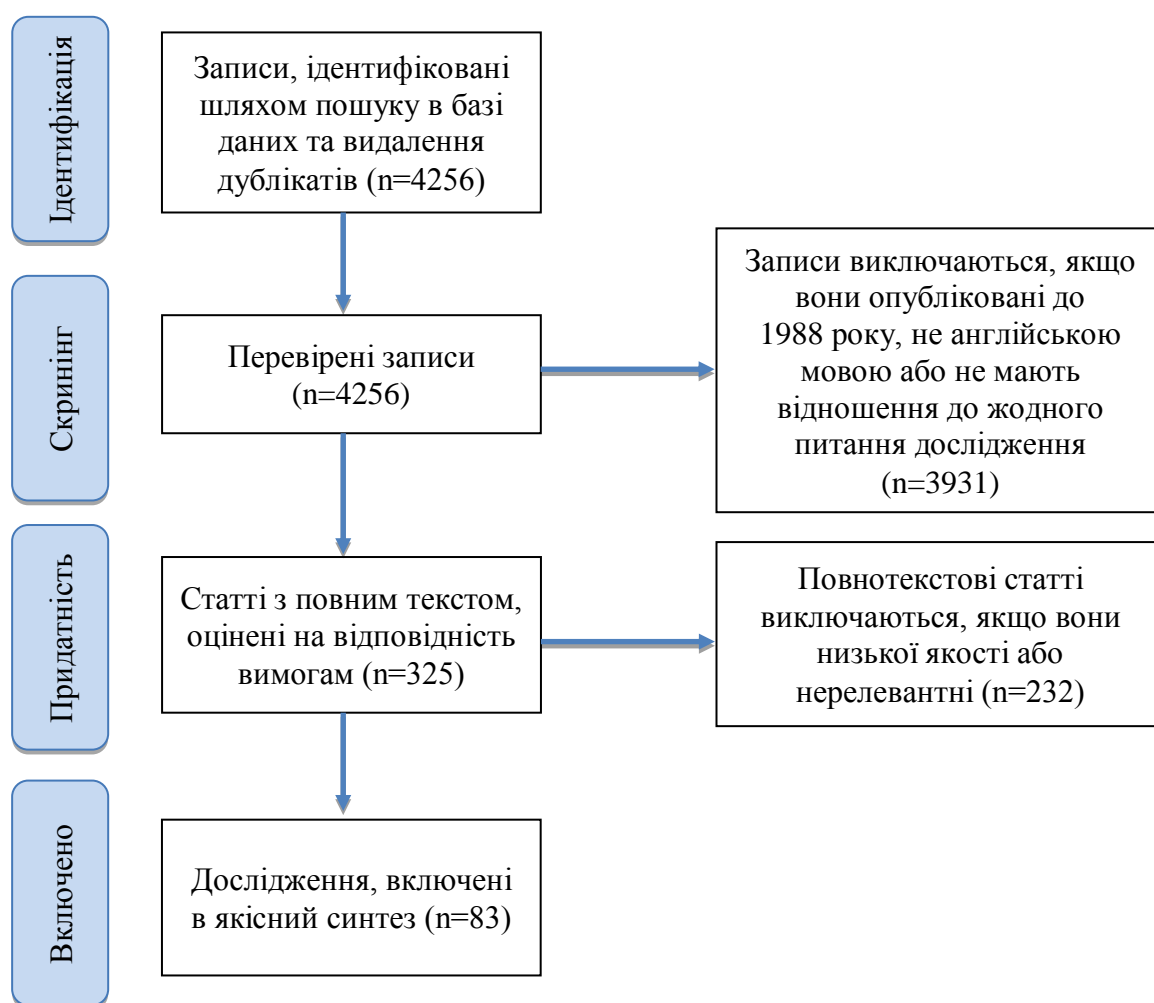 Ідентифікація
Записи, ідентифіковані
шляхом пошуку в базі
даних та видалення
дублікатів (n=4256)
Скринінг
Перевірені записи
(n=4256)
Записи виключаються, якщо
вони опубліковані до
1988 року, не англійською
мовою або не мають
відношення до жодного
питання дослідження
(n=3931)
Придатність
Статті з повним текстом,
оцінені на відповідність
вимогам (n=325)
Повнотекстові статті
виключаються, якщо вони
низької якості або
нерелевантні (n=232)
Включено
Дослідження, включені
в якісний синтез (n=83)